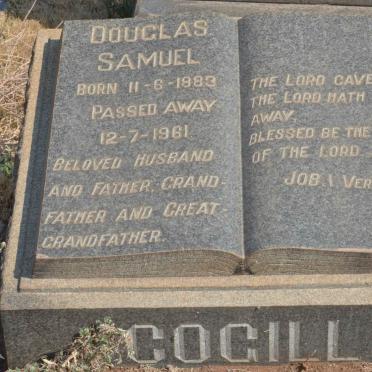 DOUGLAS
SAMUEL
BORN 11-6-1883
PASSED AWAY
12-7-1961
BELOVED HUSBAND
AND FATHER, GRAND-
FATHER AND GREAT-
GRANDFATHER.
THE LORD GAVE
THE LORD HATH
AWAY,
BLESSED BE THE
OF THE LORD.
JOB. I VER
COGILL